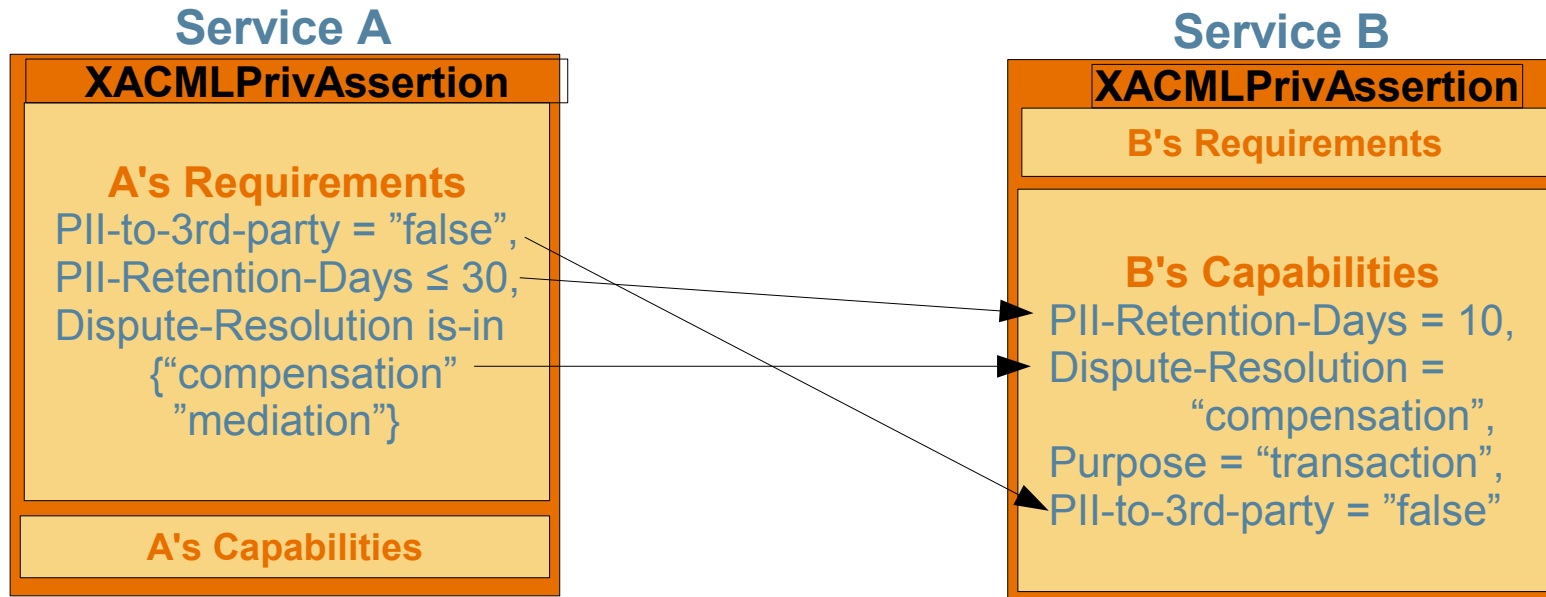 Service A
XACMLPrivAssertion
A's Requirements
PII-to-3rd-party = ”false”,
PII-Retention-Days ≤ 30,
Dispute-Resolution is-in
{“compensation”
”mediation”}
A's Capabilities
Service B
XACMLPrivAssertion
B's Requirements
B's Capabilities
PII-Retention-Days = 10,
Dispute-Resolution =
“compensation”,
Purpose = “transaction”,
PII-to-3rd-party = ”false”